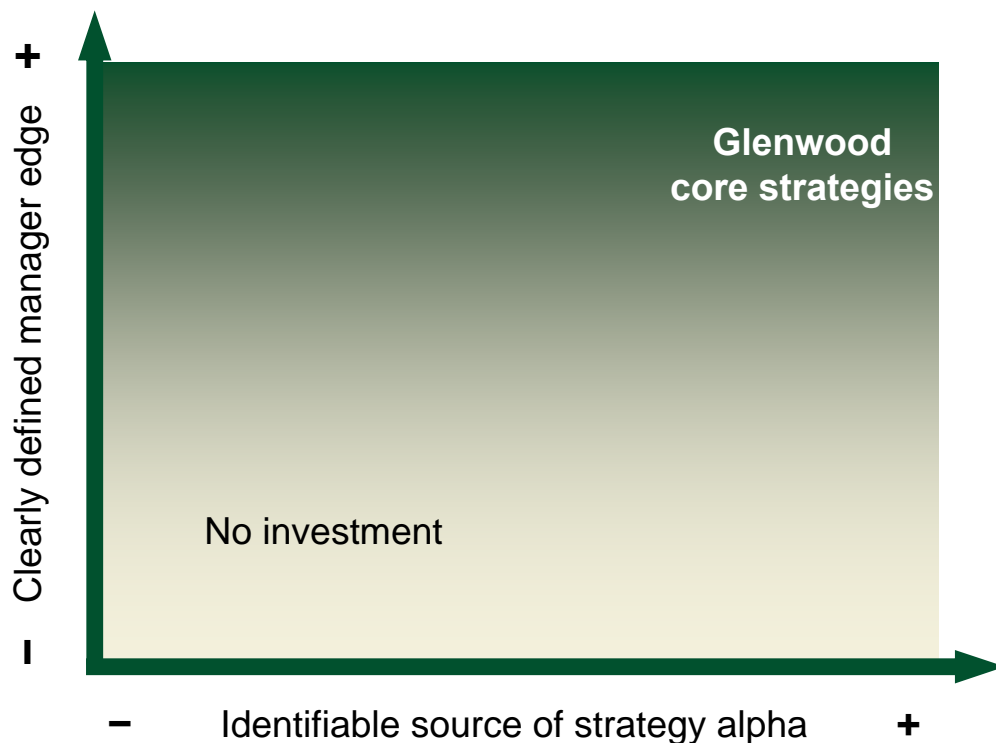 +
Clearly defined manager edge
−
Glenwood
core strategies
No investment
− Identifiable source of strategy alpha +